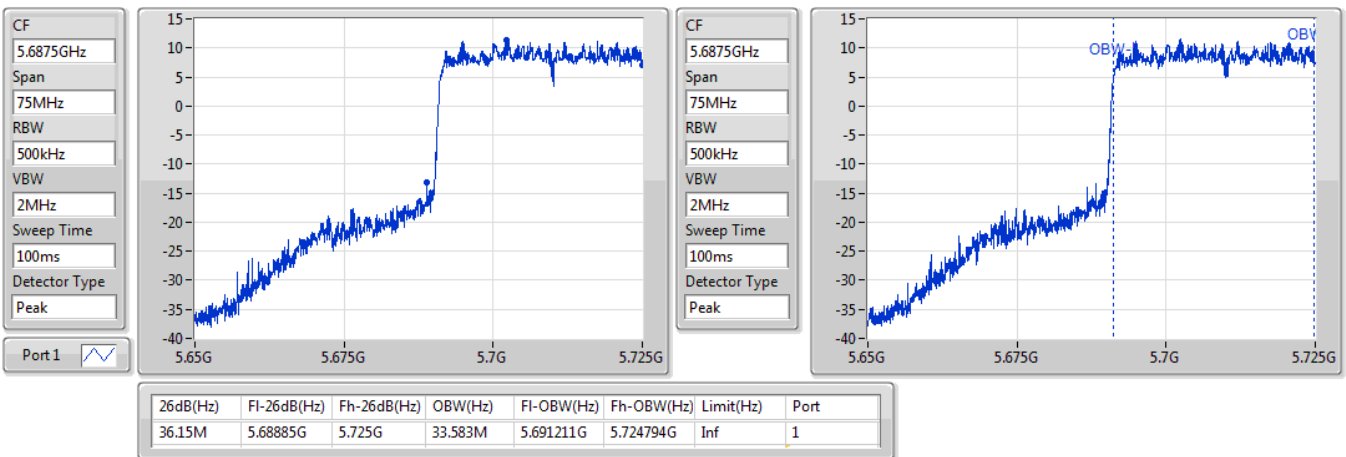 CF
5.6875GHz
Span
75MHz
RBW
500kHz
VBW
2MHz
Sweep Time
100ms
Detector Type
Peak
Port 1
15
10
5
0
-5
-10
-15
-20
-25
-30
-35
-40
5.65G 5.675G 5.7G 5.725G
CF
5.6875GHz
Span
75MHz
RBW
500kHz
VBW
2MHz
Sweep Time
100ms
Detector Type
Peak
15
10
5
0
-5
-10
-15
-20
-25
-30
-35
-40
OBW-
OBW
5.65G 5.675G 5.7G 5.725G
26dB(Hz) Fl-26dB(Hz) Fh-26dB(Hz) OBW(Hz) Fl-OBW(Hz) Fh-OBW(Hz) Limit(Hz) Port
36.15M 5.68885G 5.725G 33.583M 5.691211G 5.724794G Inf 1